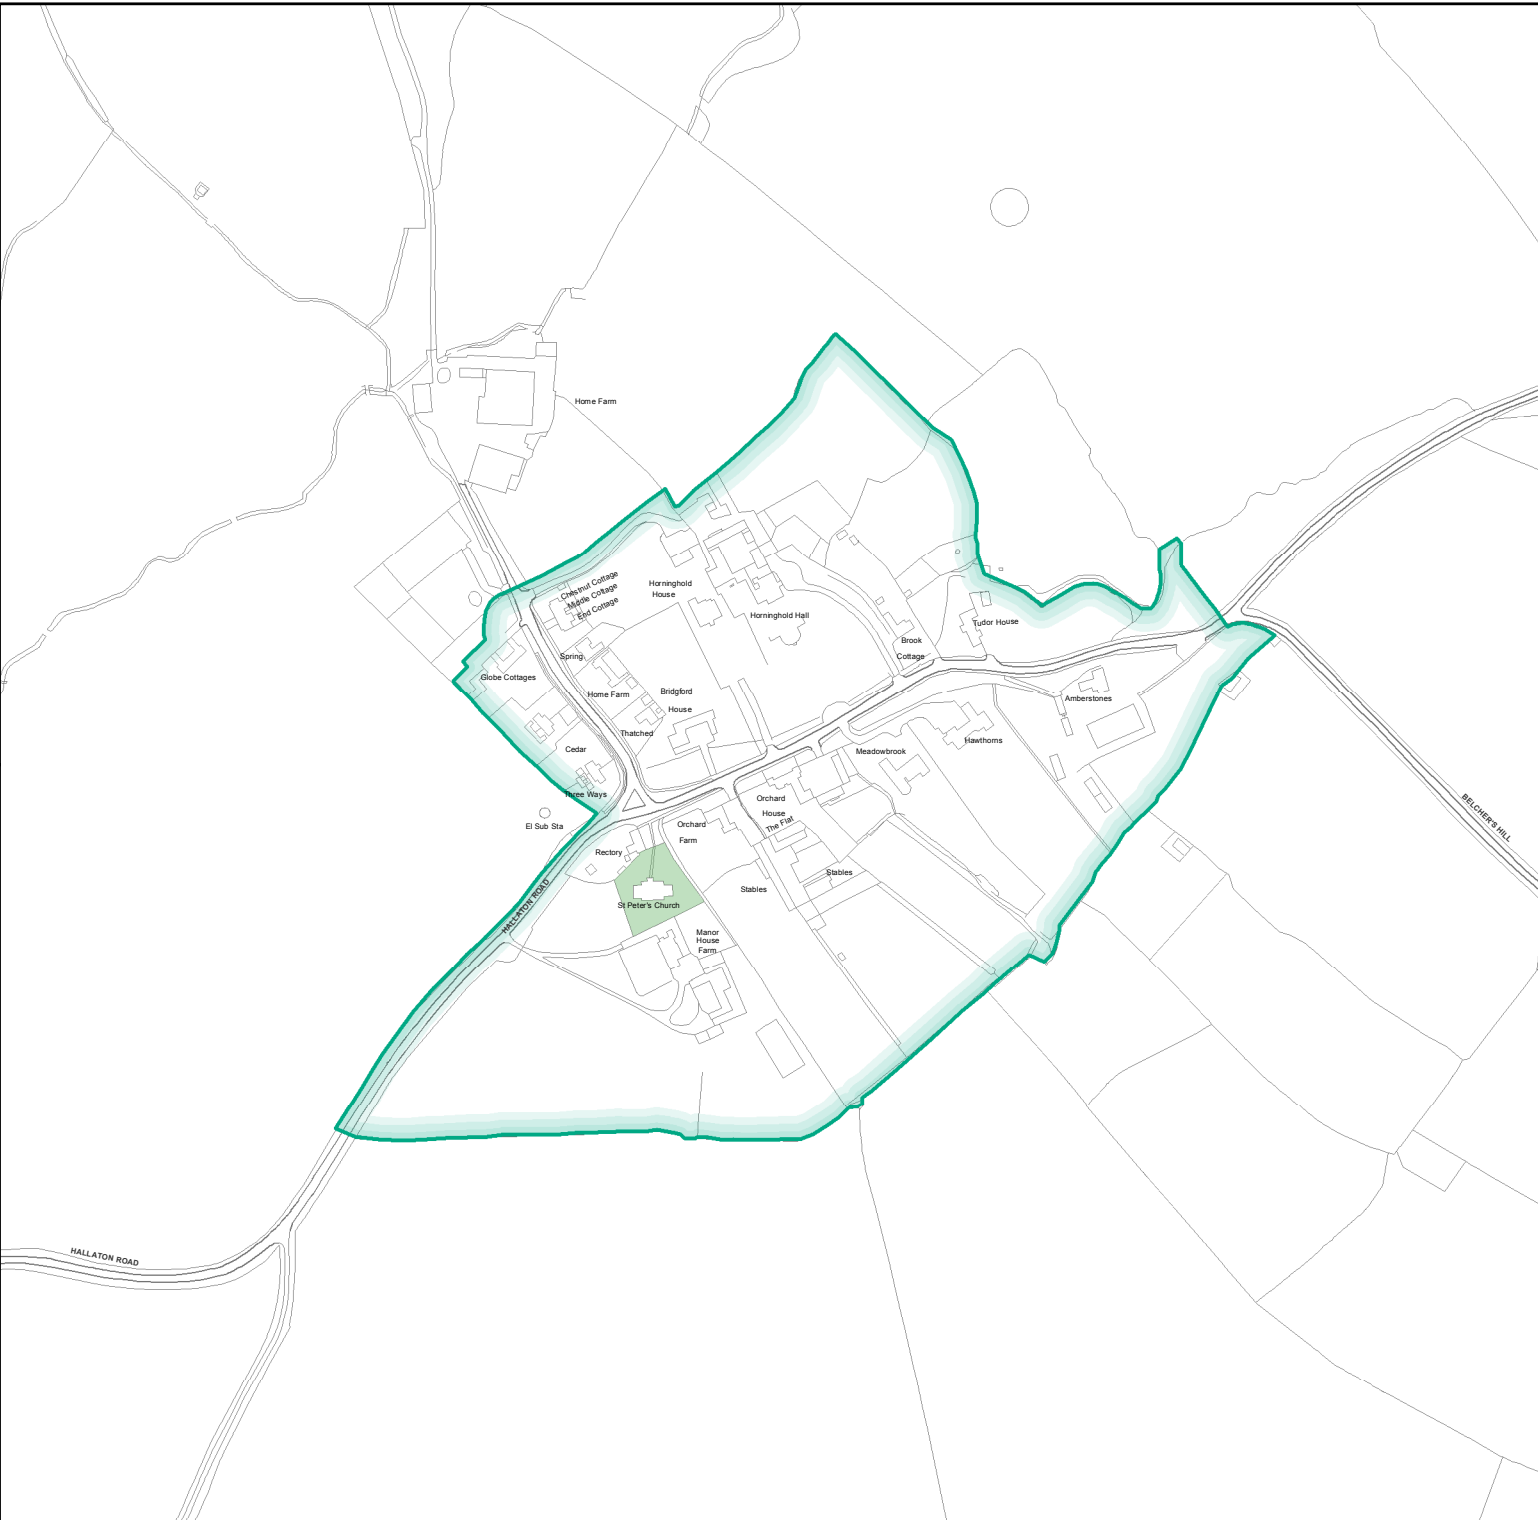 Home Farm
Chestnut Cottage
Middle Cottage
End Cottage
Horninghold
House
Horninghold Hall
Tudor House
Brook
Cottage
Spring
Globe Cottages
Home Farm
Bridgford
House
Amberstones
Thatched
Cedar
Meadowbrook
Hawthorns
Three Ways
Orchard
House
The Flat
El Sub Sta
Orchard
Farm
Rectory
Stables
Stables
St Peter's Church
HALLATON ROAD
Manor
House
Farm
BELCHER'S HILL
HALLATON ROAD